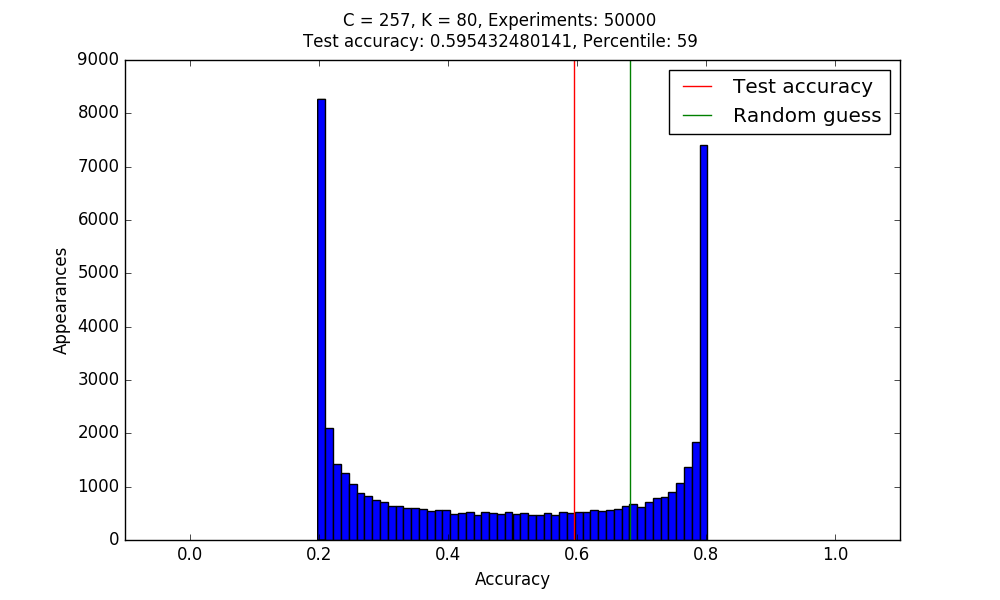 C = 257, K = 80, Experiments: 50000
Test accuracy: 0.595432480141, Percentile: 59
9000
8000
7000
6000
5000
4000
3000
2000
1000
0
Appearances
Test accuracy
Random guess
0.0 0.2 0.4 0.6 0.8 1.0
Accuracy